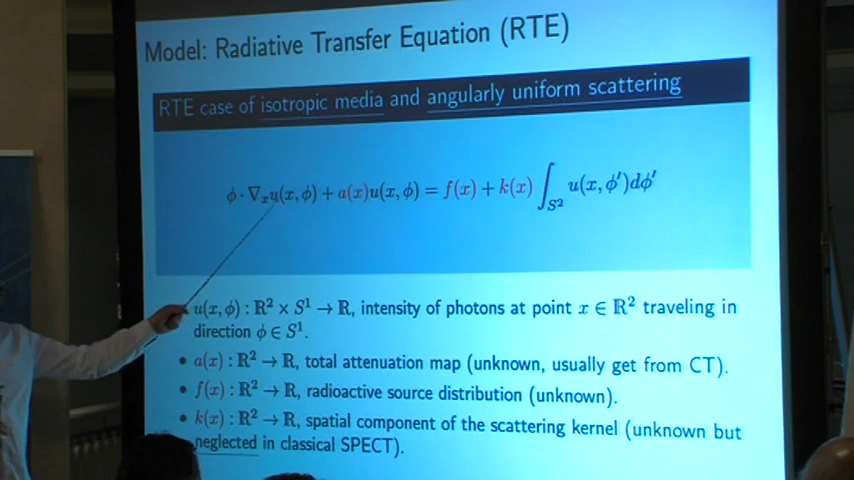 Model: Radiative Transfer Equation (RTE)
RTE case of isotropic media and angularly uniform scattering
ϕ · ∇ₓu(x, ϕ) + a(x)u(x, ϕ) = f(x) + k(x) ∫_{S²} u(x, ϕ′)dϕ′
u(x, ϕ) : R² × S¹ → R, intensity of photons at point x ∈ R² traveling in
direction ϕ ∈ S¹.
• a(x) : R² → R, total attenuation map (unknown, usually get from CT).
• f(x) : R² → R, radioactive source distribution (unknown).
• k(x) : R² → R, spatial component of the scattering kernel (unknown but
neglected in classical SPECT).